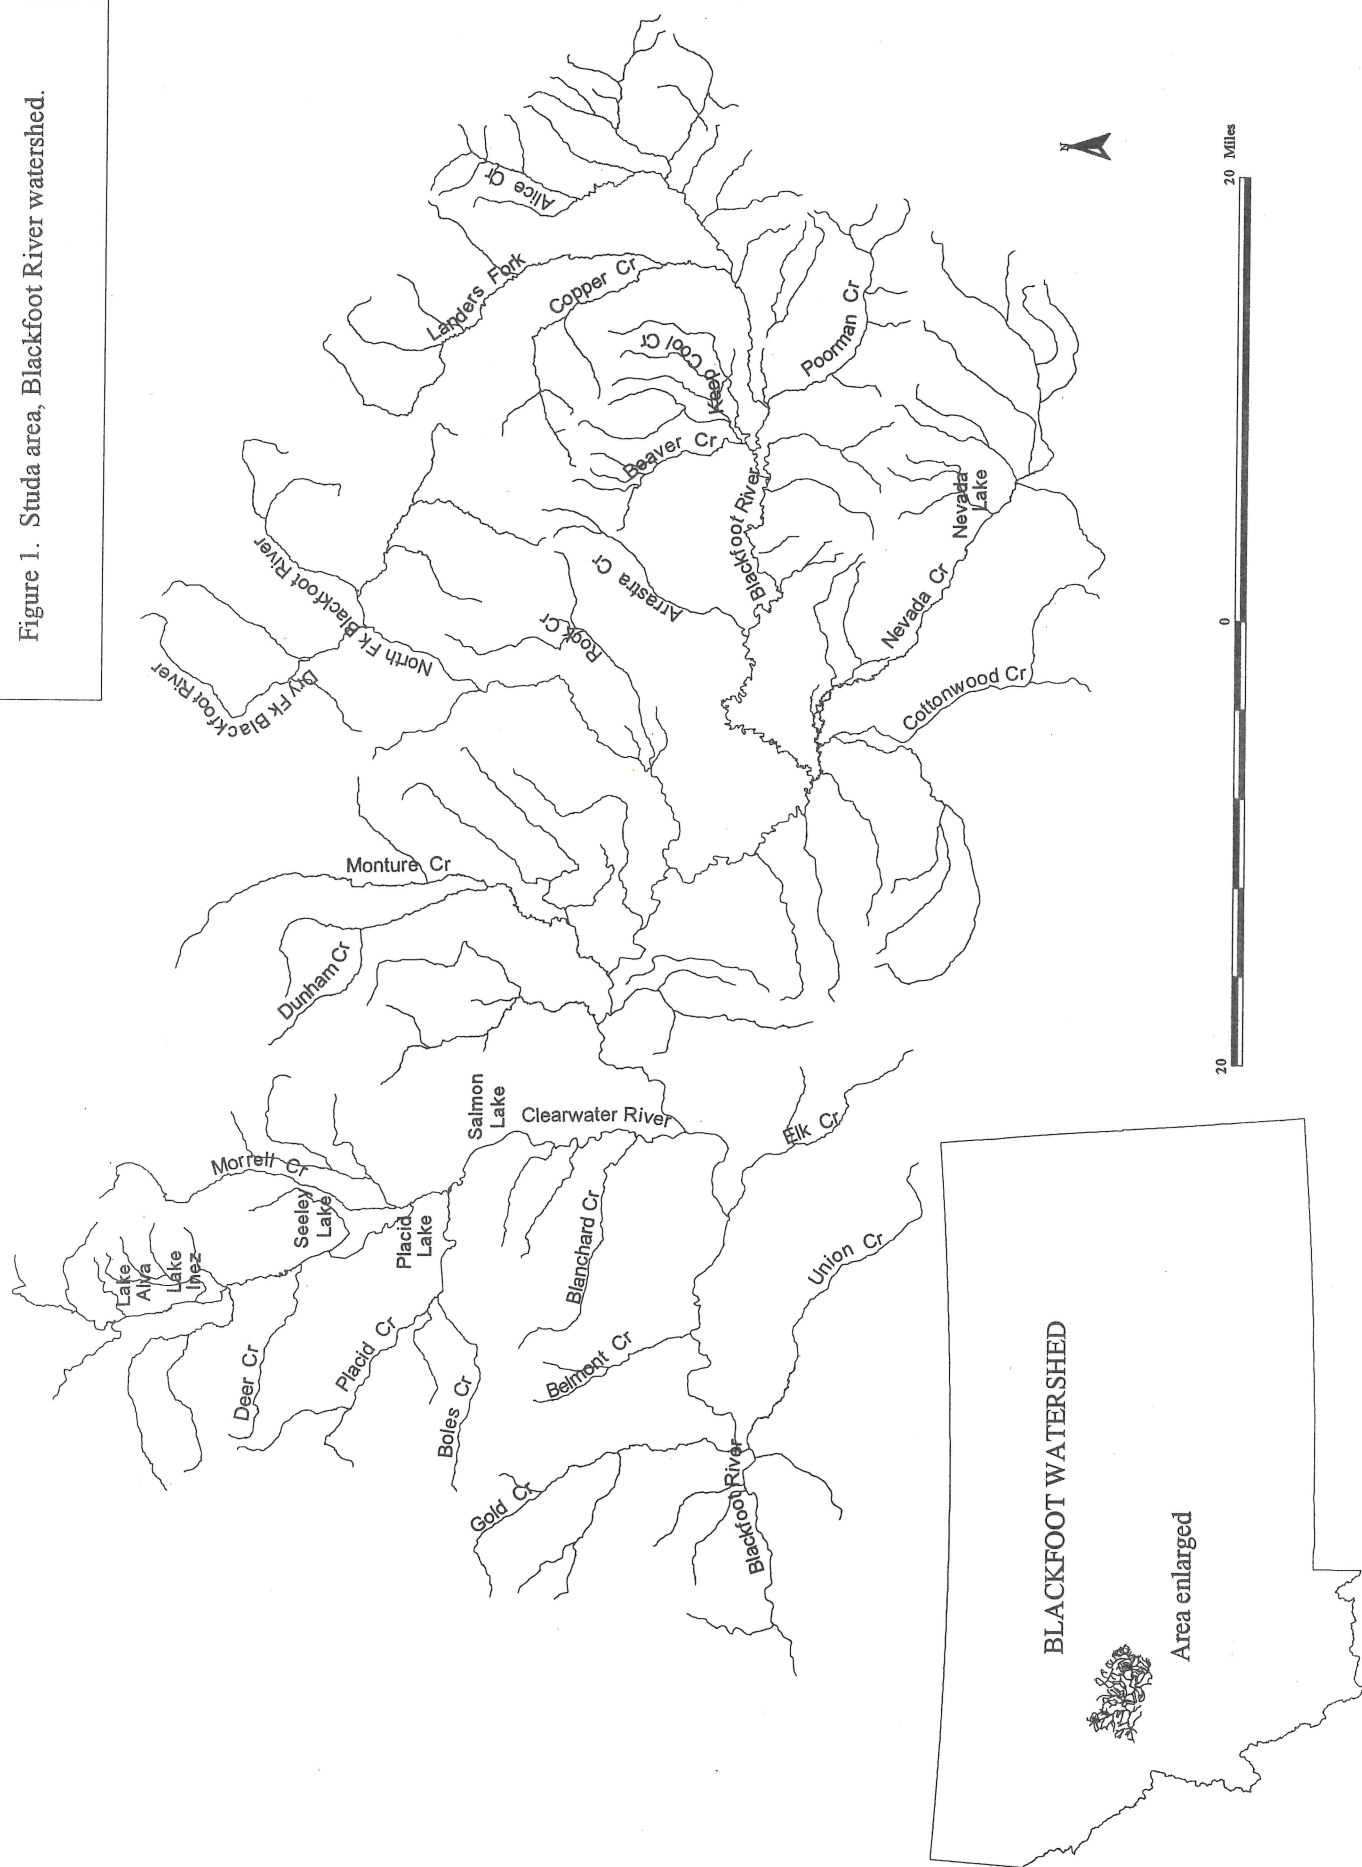 Figure 1. Studa area, Blackfoot River watershed.
Lake
Alva
Lake
Inez
Morrell Cr
Deer Cr
Seeley
Lake
Placid
Lake
Placid Cr
Boles Cr
Salmon
Lake
Clearwater River
Blanchard Cr
Belmont Cr
Gold Cr
Blackfoot River
Union Cr
Elk Cr
Dunham Cr
Monture Cr
Dry Fk Blackfoot River
North Fk Blackfoot River
Rock Cr
Arrastra Cr
Beaver Cr
Keep Cool Cr
Copper Cr
Landers Fork
Alice Cr
Poorman Cr
Blackfoot River
Nevada
Lake
Nevada Cr
Cottonwood Cr
N
20 0 20 Miles
BLACKFOOT WATERSHED
Area enlarged